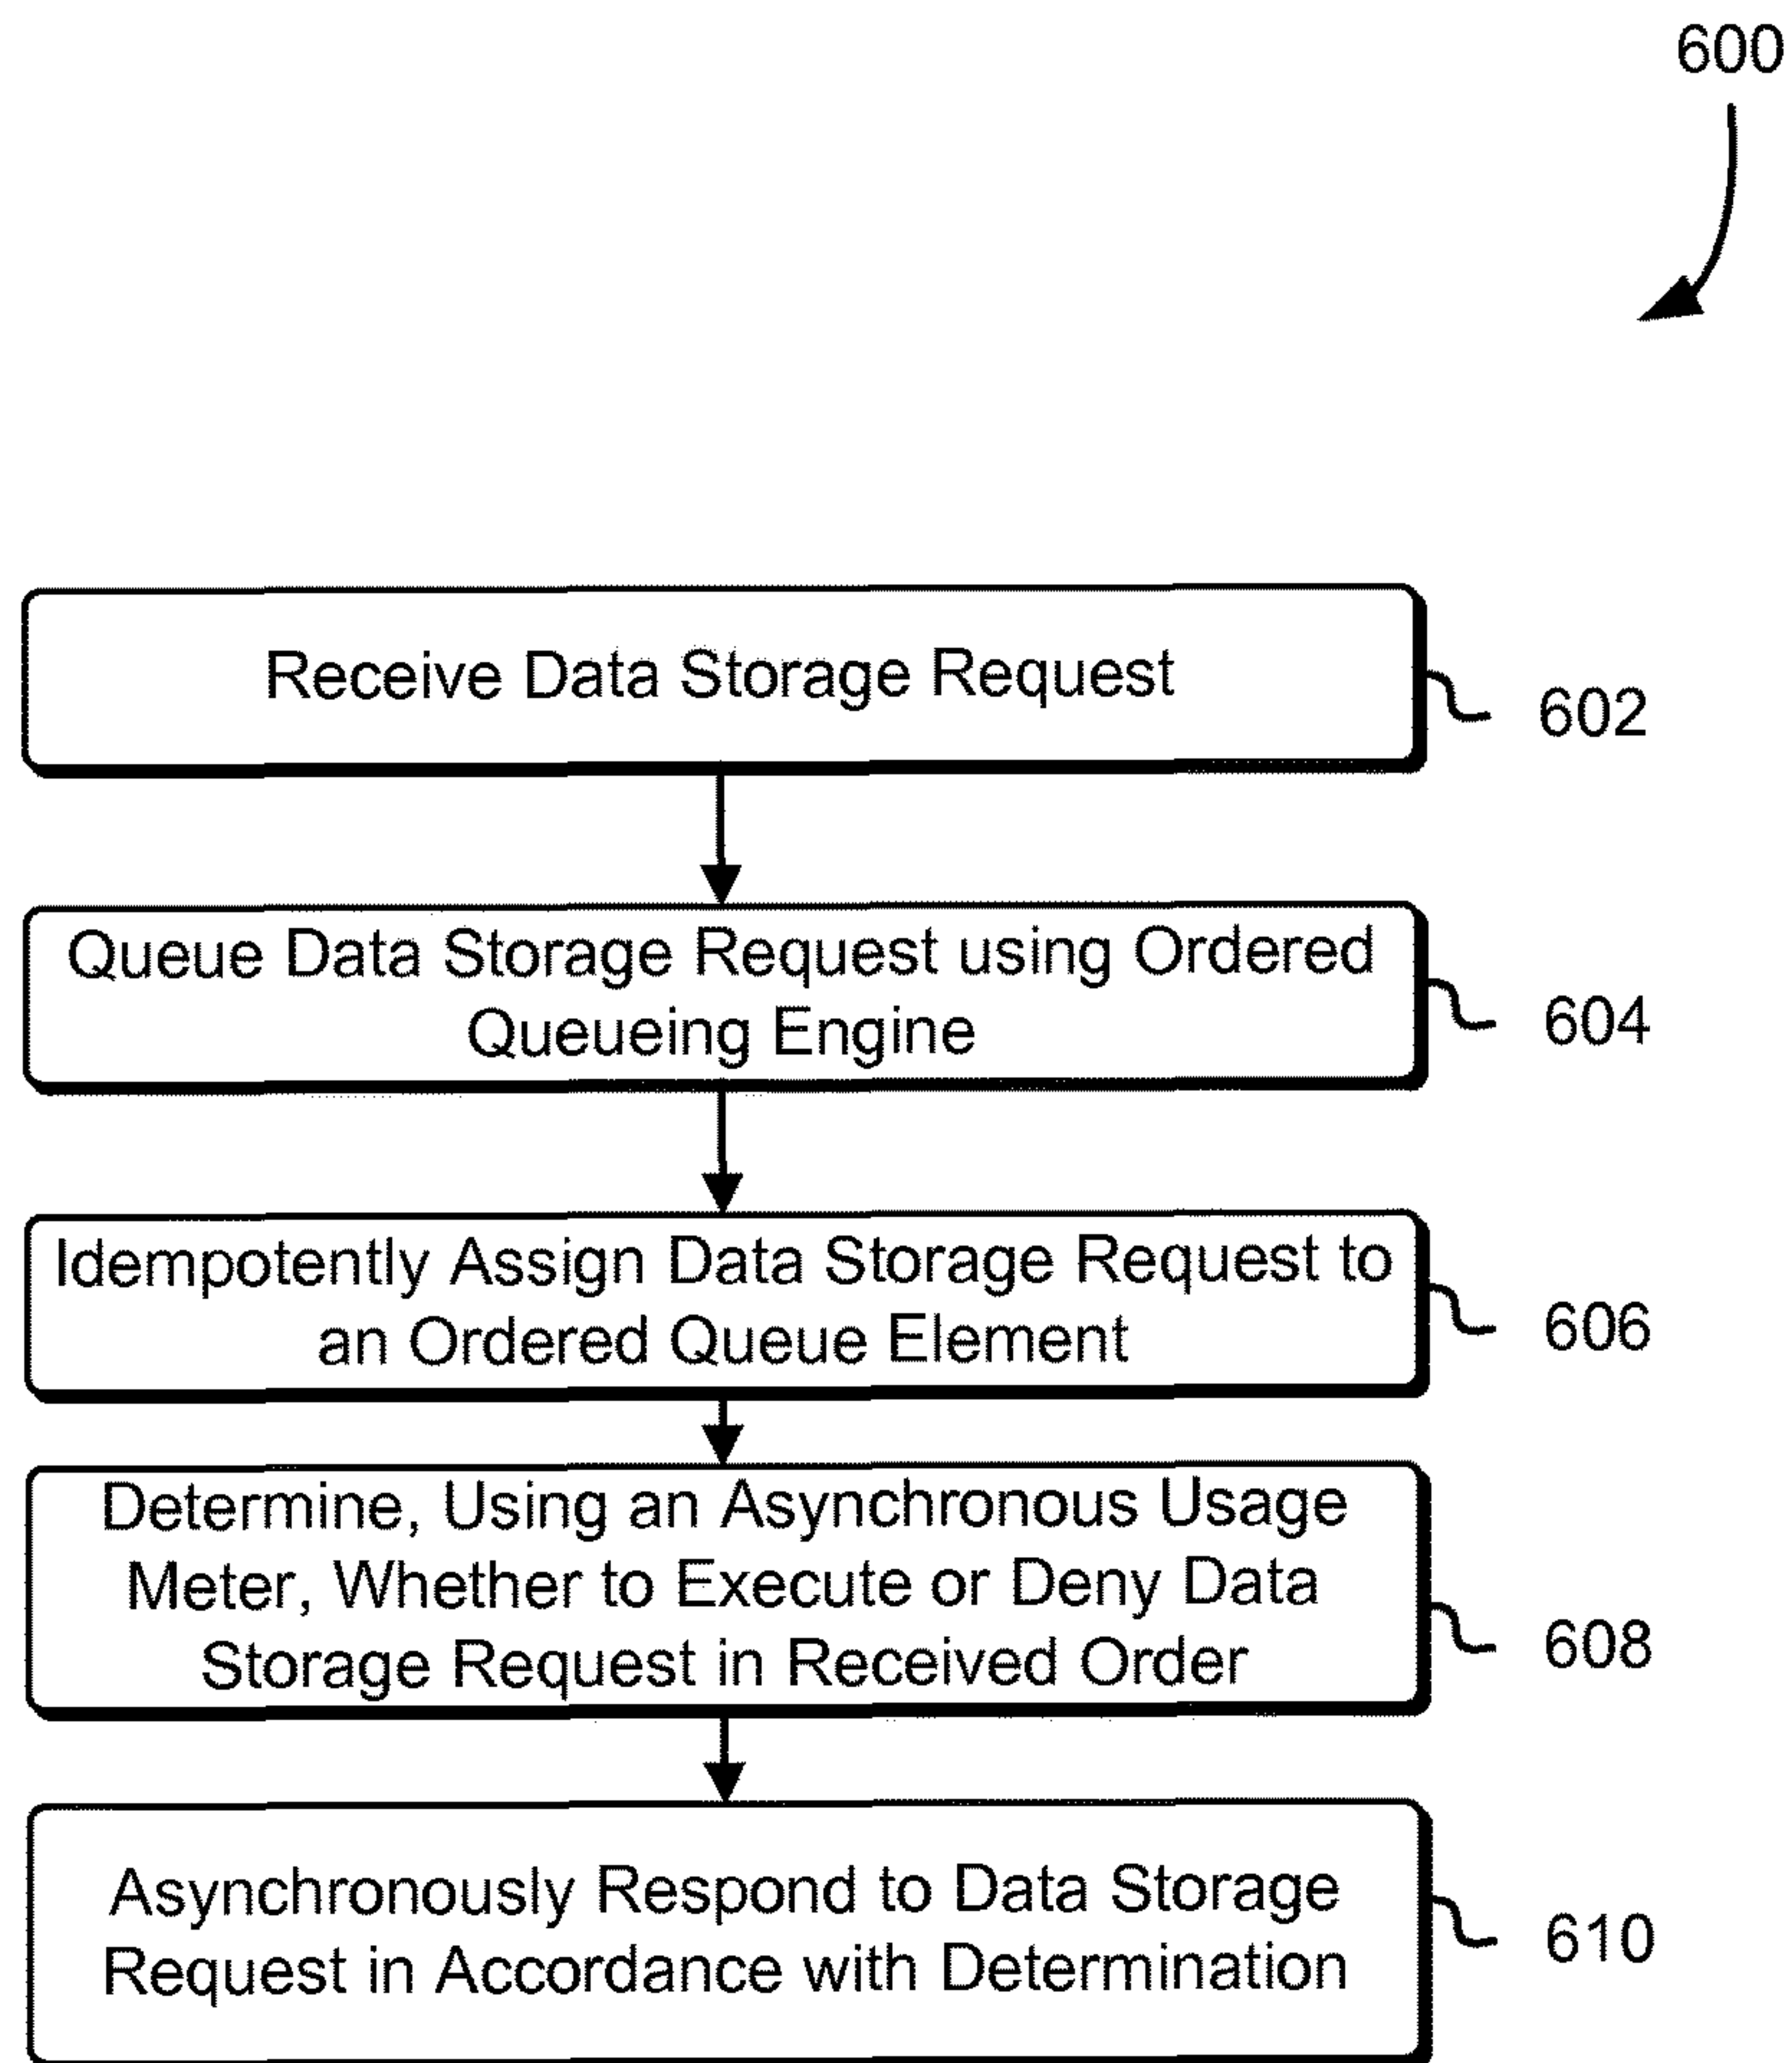 600
Receive Data Storage Request
602
Queue Data Storage Request using Ordered
Queueing Engine
604
Idempotently Assign Data Storage Request to
an Ordered Queue Element
606
Determine, Using an Asynchronous Usage
Meter, Whether to Execute or Deny Data
Storage Request in Received Order
608
Asynchronously Respond to Data Storage
Request in Accordance with Determination
610